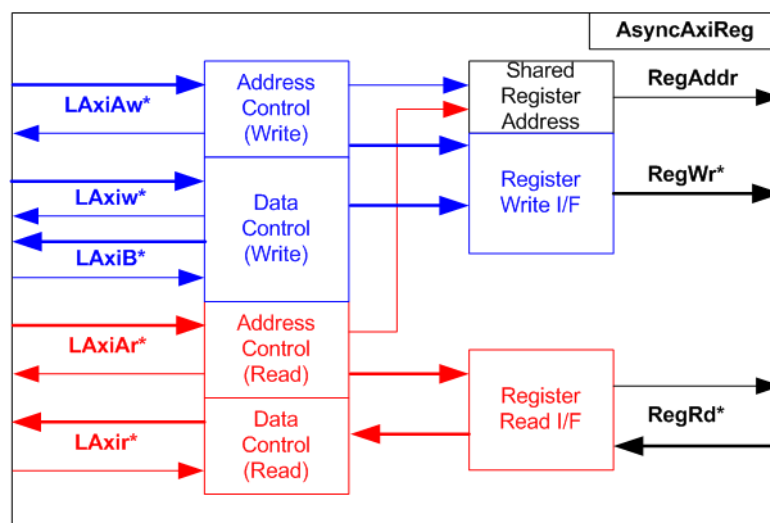 AsyncAxiReg
LAxiAw*
Address
Control
(Write)
Shared
Register
Address
RegAddr
LAxiw*
LAxiB*
Data
Control
(Write)
Register
Write I/F
RegWr*
LAxiAr*
Address
Control
(Read)
LAxir*
Data
Control
(Read)
Register
Read I/F
RegRd*